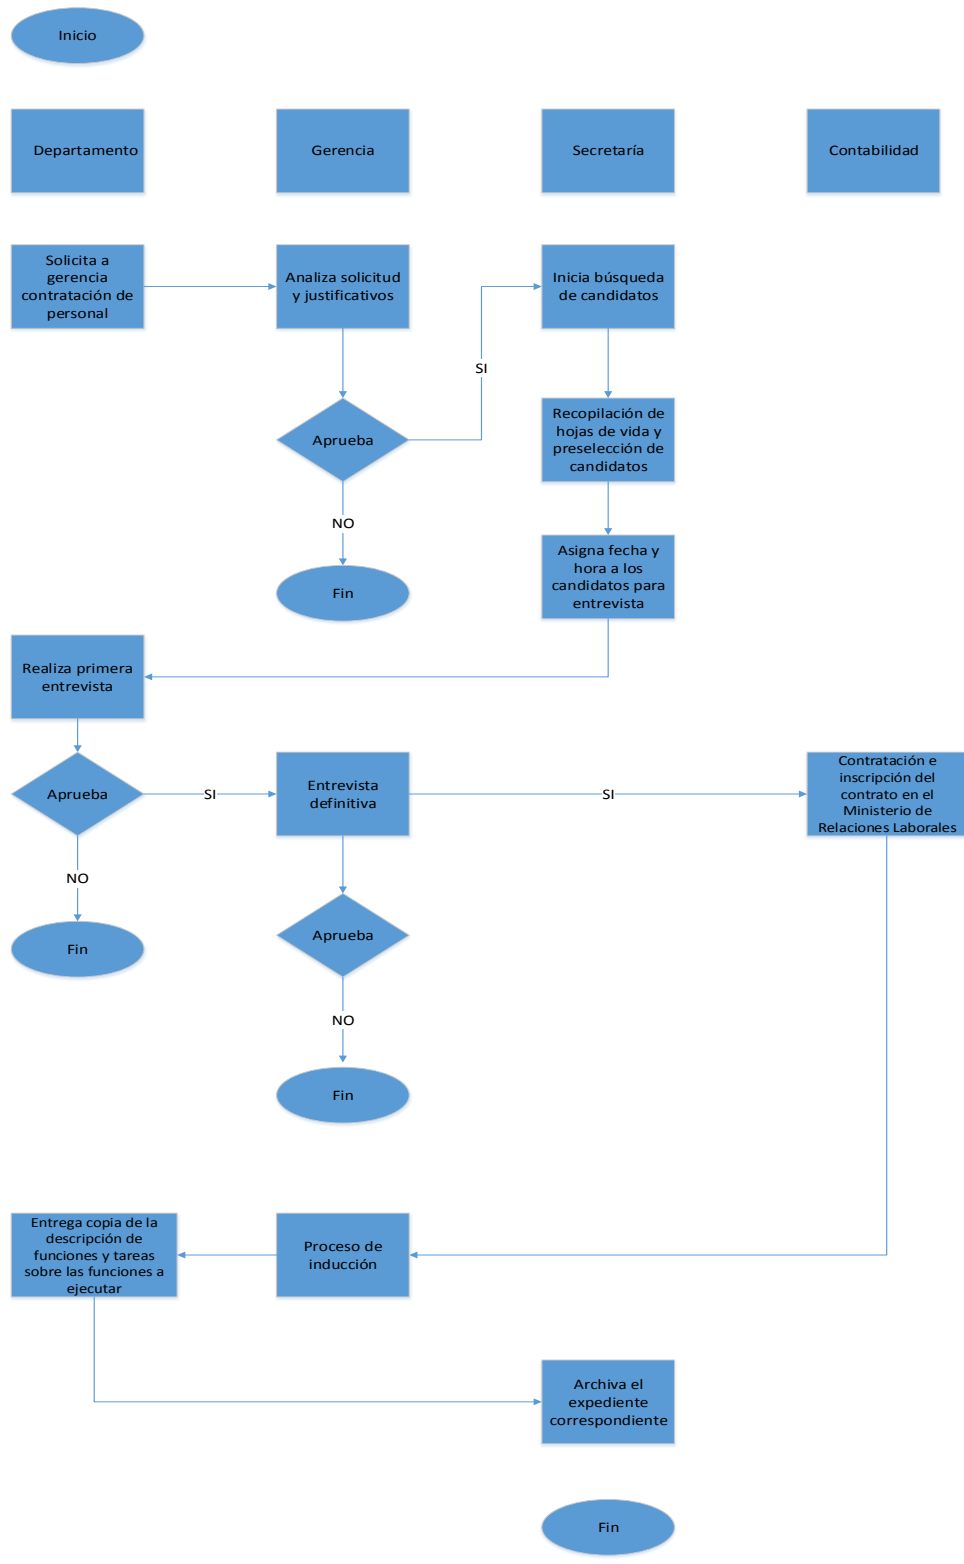 Inicio
Departamento
Gerencia
Secretaría
Contabilidad
Solicita a
gerencia
contratación de
personal
Analiza solicitud
y justificativos
Inicia búsqueda
de candidatos
SI
Aprueba
Recopilación de
hojas de vida y
preselección de
candidatos
NO
Asigna fecha y
hora a los
candidatos para
entrevista
Fin
Realiza primera
entrevista
Aprueba
SI
Entrevista
definitiva
SI
Contratación e
inscripción del
contrato en el
Ministerio de
Relaciones Laborales
NO
Fin
Aprueba
NO
Fin
Entrega copia de la
descripción de
funciones y tareas
sobre las funciones a
ejecutar
Proceso de
inducción
Archiva el
expediente
correspondiente
Fin